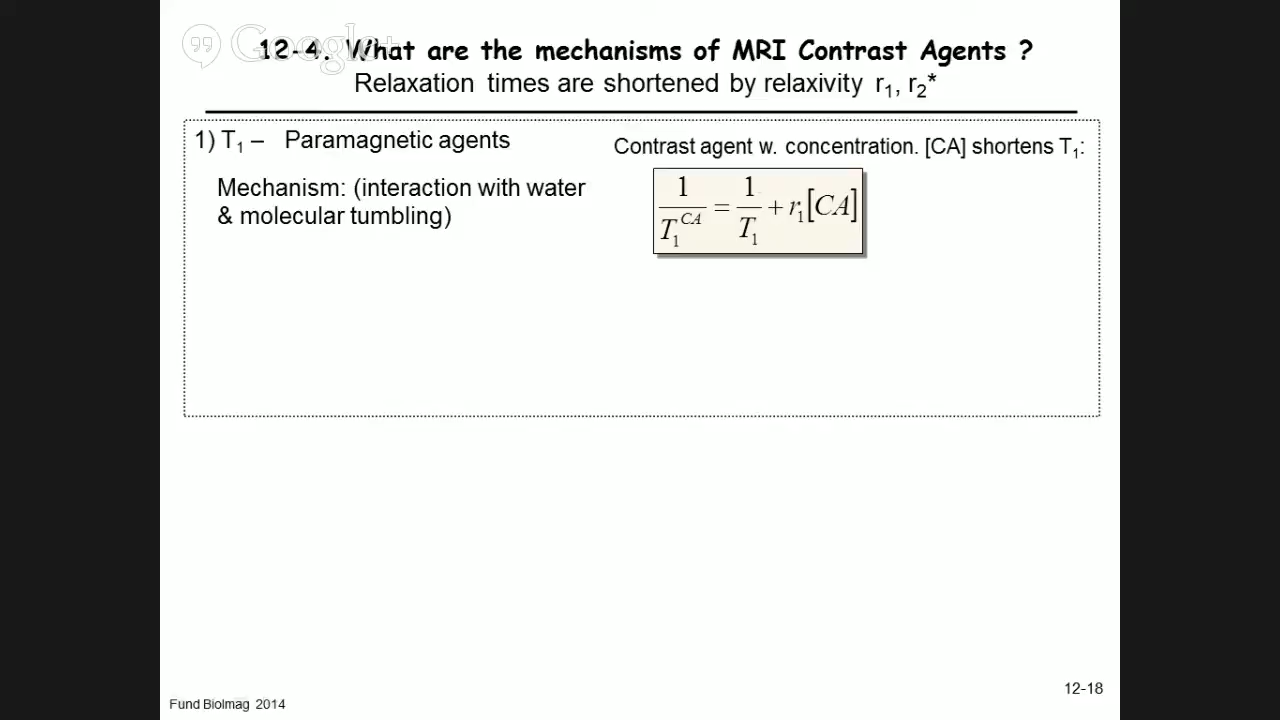 Google+
12-4. What are the mechanisms of MRI Contrast Agents ?
Relaxation times are shortened by relaxivity r₁, r₂*
1) T₁ – Paramagnetic agents
Mechanism: (interaction with water
& molecular tumbling)
Contrast agent w. concentration. [CA] shortens T₁:
1/T₁^CA = 1/T₁ + r₁[CA]
12-18
Fund BioImag 2014